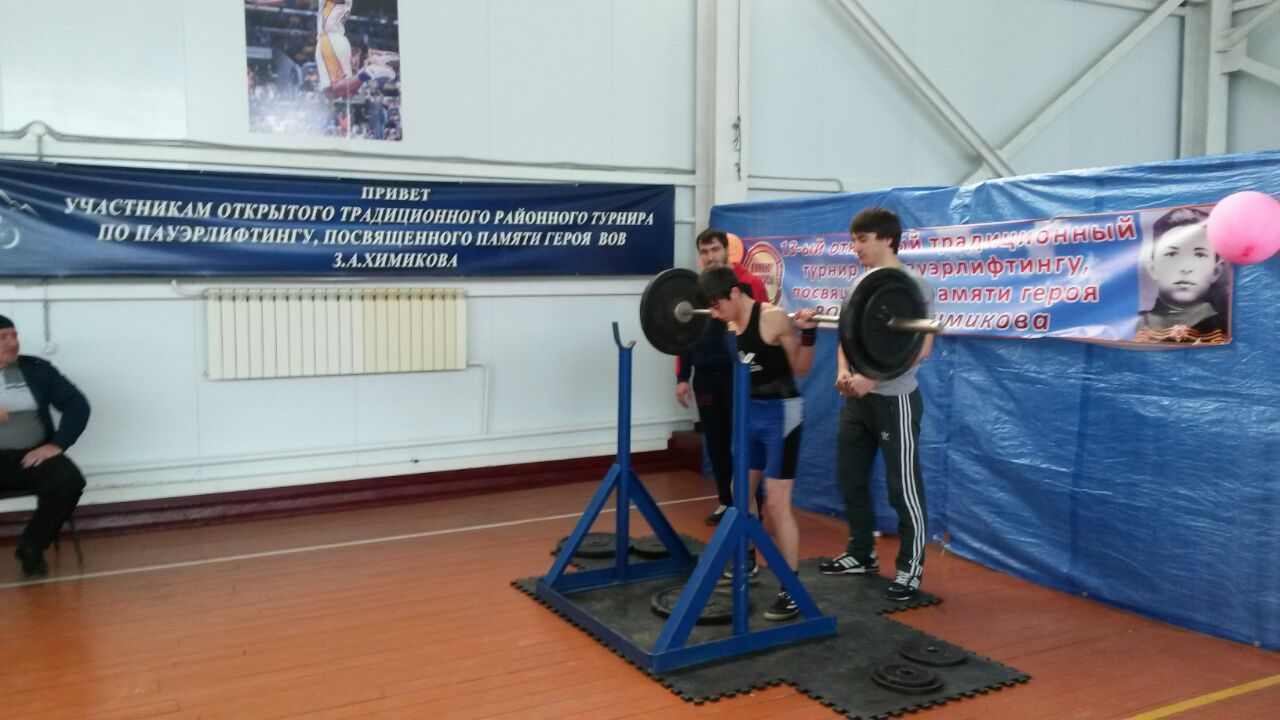 ПРИВЕТ
УЧАСТНИКАМ ОТКРЫТОГО ТРАДИЦИОННОГО РАЙОННОГО ТУРНИРА
ПО ПАУЭРЛИФТИНГУ, ПОСВЯЩЕННОГО ПАМЯТИ ГЕРОЯ ВОВ
З.А.ХИМИКОВА
13-ый традиционный
турнир
памяти героя